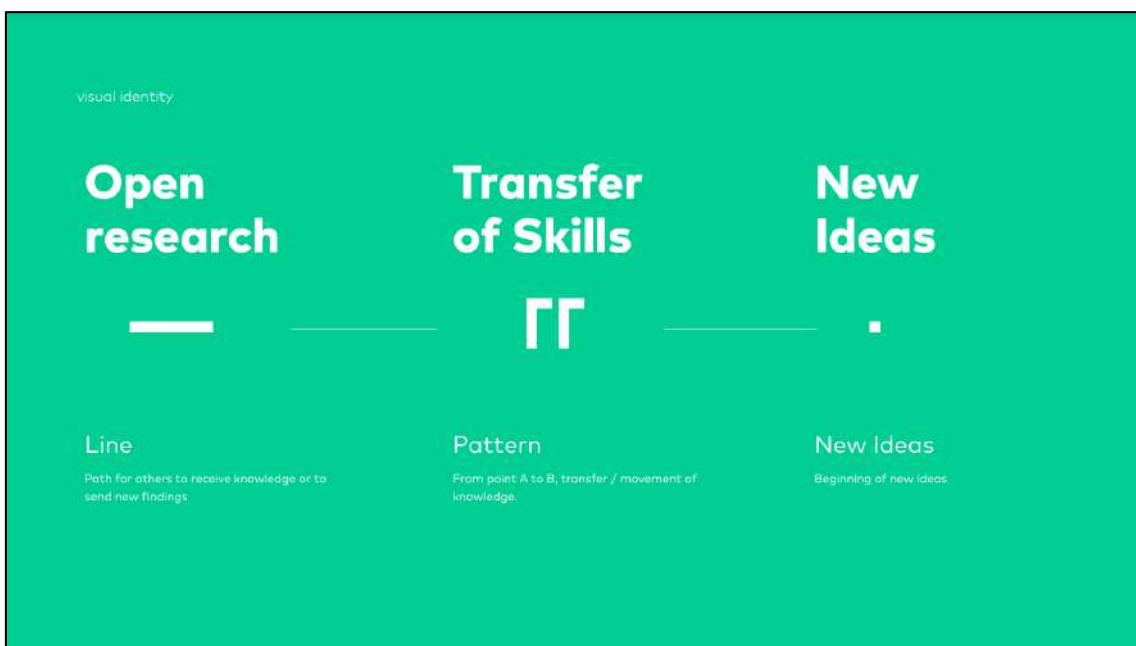 visual identity
Open
research
Transfer
of Skills
New
Ideas
Line
Path for others to receive knowledge or to
send new findings
Pattern
From point A to B, transfer / movement of
knowledge.
New Ideas
Beginning of new ideas